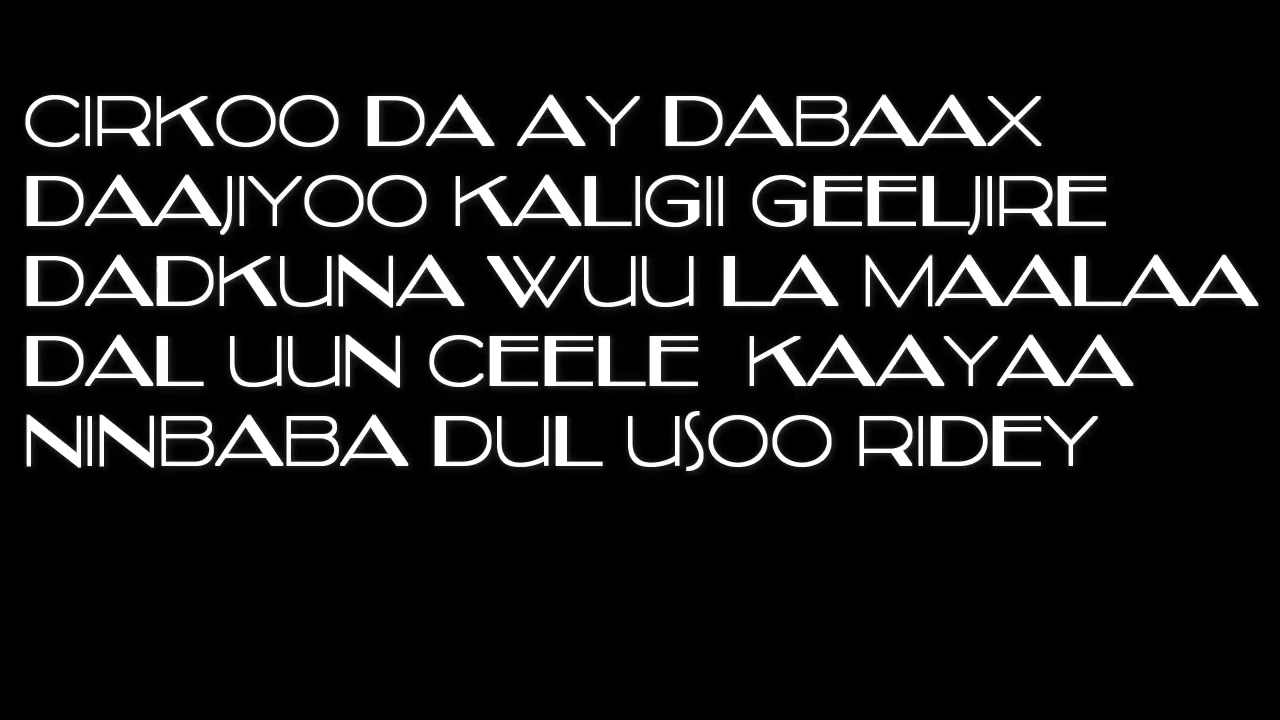 CIRKOO DA AY DABAAX
DAAJIYOO KALIGII GEELJIRE
DADKUNA WUU LA MAALAA
DAL UUN CEELE KAAYAA
NINBABA DUL USOO RIDEY